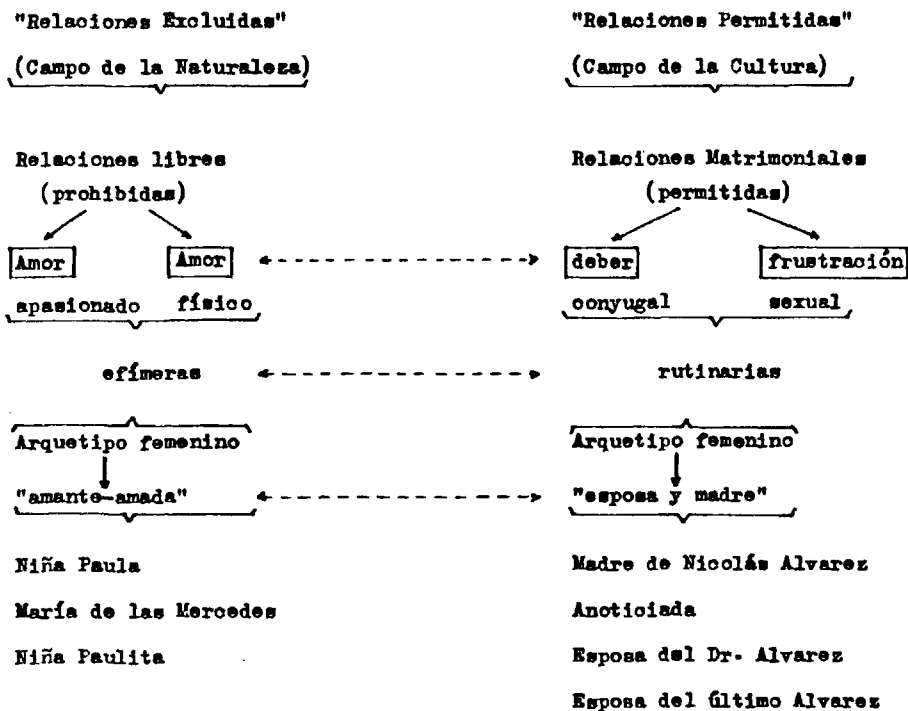 "Relaciones Excluidas"
(Campo de la Naturaleza)
Relaciones libres
(prohibidas)
Amor Amor
apasionado físico
efímeras
Arquetipo femenino
"amante-amada"
Niña Paula
María de las Mercedes
Niña Paulita
"Relaciones Permitidas"
(Campo de la Cultura)
Relaciones Matrimoniales
(permitidas)
deber frustración
conyugal sexual
rutinarias
Arquetipo femenino
"esposa y madre"
Madre de Nicolás Alvarez
Anoticiada
Esposa del Dr. Alvarez
Esposa del último Alvarez